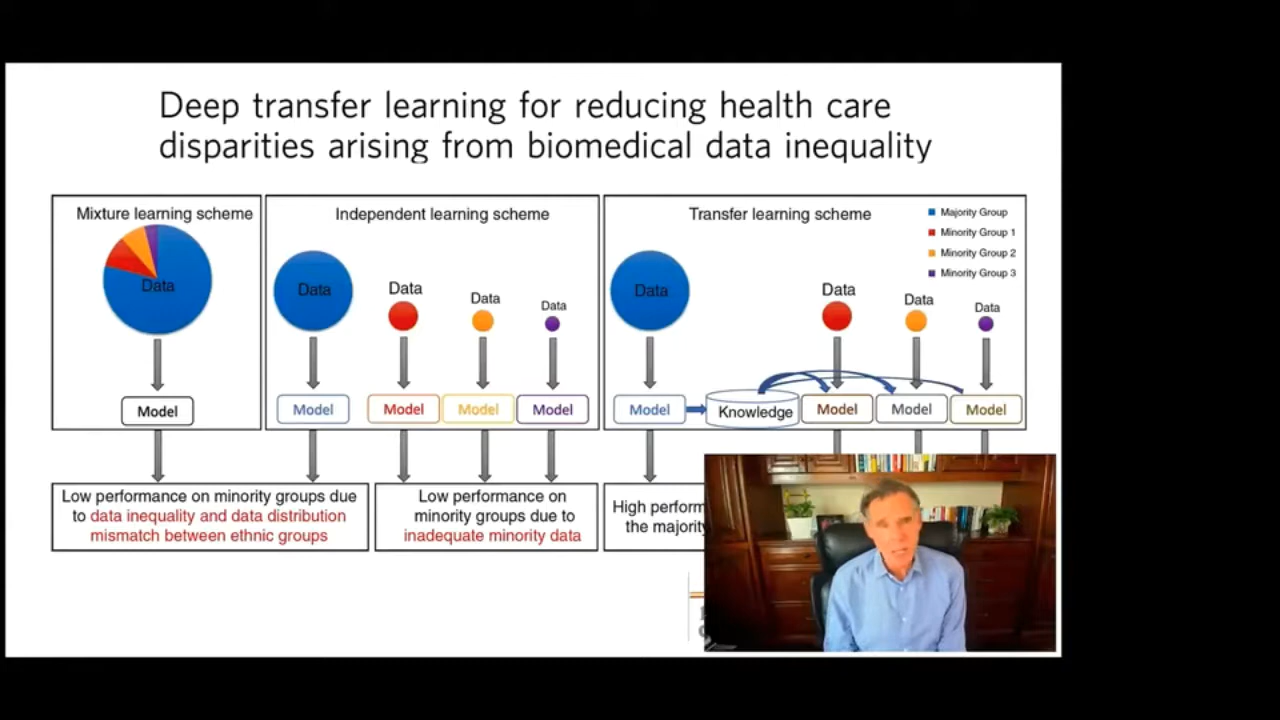 Deep transfer learning for reducing health care
disparities arising from biomedical data inequality
Mixture learning scheme
Data
Model
Low performance on minority groups due
to data inequality and data distribution
mismatch between ethnic groups
Independent learning scheme
Data
Data
Data
Data
Model
Model
Model
Model
Low performance on
minority groups due to
inadequate minority data
Transfer learning scheme
Majority Group
Minority Group 1
Minority Group 2
Minority Group 3
Data
Data
Data
Data
Model
Knowledge
Model
Model
Model
High perform
the majority